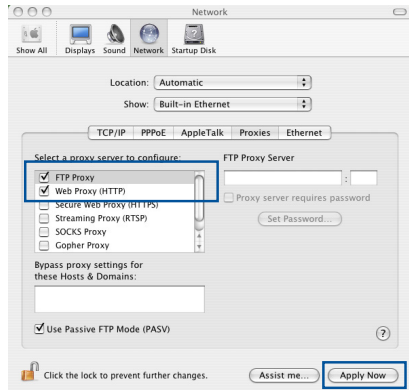 Network
Show All Displays Sound Network Startup Disk
Location: Automatic
Show: Built-in Ethernet
TCP/IP PPPoE AppleTalk Proxies Ethernet
Select a proxy server to configure: FTP Proxy Server
FTP Proxy
Web Proxy (HTTP) :
Secure Web Proxy (HTTPS) Proxy server requires password
Streaming Proxy (RTSP) Set Password...
SOCKS Proxy
Gopher Proxy
Bypass proxy settings for
these Hosts & Domains:
Use Passive FTP Mode (PASV) ?
Click the lock to prevent further changes. Assist me... Apply Now